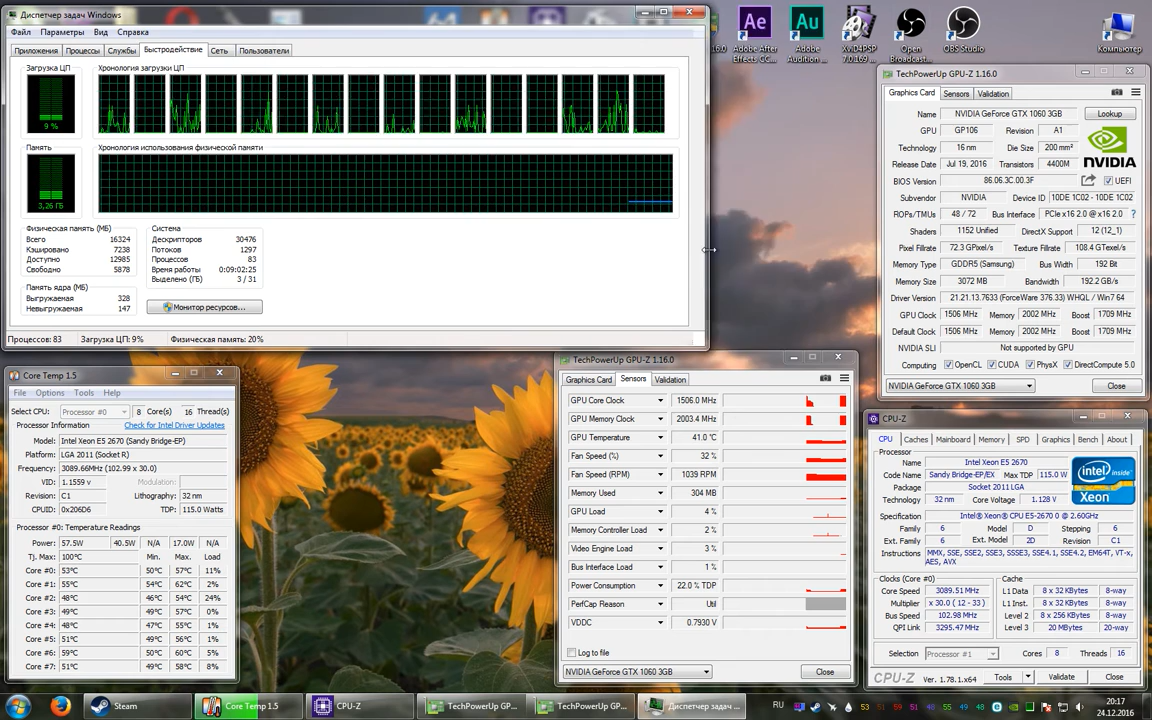 Диспетчер задач Windows
Файл Параметры Вид Справка
Приложения Процессы Службы Быстродействие Сеть Пользователи
Загрузка ЦП
Хронология загрузки ЦП
9 %
Память
Хронология использования физической памяти
3,26 ГБ
Физическая память (МБ)
Всего 16324
Кэшировано 7238
Доступно 12985
Свободно 5878
Память ядра (МБ)
Выгружаемая 328
Невыгружаемая 147
Система
Дескрипторов 30476
Потоков 1297
Процессов 83
Время работы 0:09:02:25
Выделено (ГБ) 3 / 31
Монитор ресурсов...
Процессов: 83 Загрузка ЦП: 9% Физическая память: 20%
Adobe After Effects CC...
Adobe Audition ...
XviD4PSP 7.0.169 ...
Open Broadcast...
OBS Studio
Компьютер
TechPowerUp GPU-Z 1.16.0
Graphics Card Sensors Validation
Name NVIDIA GeForce GTX 1060 3GB Lookup
GPU GP106 Revision A1
Technology 16 nm Die Size 200 mm²
Release Date Jul 19, 2016 Transistors 4400M
NVIDIA
BIOS Version 86.06.3C.00.3F UEFI
Subvendor NVIDIA Device ID 10DE 1C02 - 10DE 1C02
ROPs/TMUs 48 / 72 Bus Interface PCIe x16 2.0 @ x16 2.0 ?
Shaders 1152 Unified DirectX Support 12 (12_1)
Pixel Fillrate 72.3 GPixel/s Texture Fillrate 108.4 GTexel/s
Memory Type GDDR5 (Samsung) Bus Width 192 Bit
Memory Size 3072 MB Bandwidth 192.2 GB/s
Driver Version 21.21.13.7633 (ForceWare 376.33) WHQL / Win7 64
GPU Clock 1506 MHz Memory 2002 MHz Boost 1709 MHz
Default Clock 1506 MHz Memory 2002 MHz Boost 1709 MHz
NVIDIA SLI Not supported by GPU
Computing OpenCL CUDA PhysX DirectCompute 5.0
NVIDIA GeForce GTX 1060 3GB Close
Core Temp 1.5
File Options Tools Help
Select CPU: Processor #0 8 Core(s) 16 Thread(s)
Processor Information Check for Intel Driver Updates
Model: Intel Xeon E5 2670 (Sandy Bridge-EP)
Platform: LGA 2011 (Socket R)
Frequency: 3089.66MHz (102.99 x 30.0)
VID: 1.1559 v Modulation:
Revision: C1 Lithography: 32 nm
CPUID: 0x206D6 TDP: 115.0 Watts
Processor #0: Temperature Readings
Power: 57.5W 40.5W N/A 17.0W N/A
Tj. Max: 100°C Min. Max. Load
Core #0: 53°C 50°C 57°C 11%
Core #1: 55°C 54°C 62°C 2%
Core #2: 48°C 46°C 54°C 24%
Core #3: 49°C 49°C 57°C 0%
Core #4: 48°C 47°C 55°C 1%
Core #5: 51°C 49°C 56°C 1%
Core #6: 59°C 50°C 60°C 5%
Core #7: 51°C 49°C 58°C 8%
TechPowerUp GPU-Z 1.16.0
Graphics Card Sensors Validation
GPU Core Clock 1506.0 MHz
GPU Memory Clock 2003.4 MHz
GPU Temperature 41.0 °C
Fan Speed (%) 32 %
Fan Speed (RPM) 1039 RPM
Memory Used 304 MB
GPU Load 4 %
Memory Controller Load 2 %
Video Engine Load 3 %
Bus Interface Load 1 %
Power Consumption 22.0 % TDP
PerfCap Reason Util
VDDC 0.7930 V
Log to file
NVIDIA GeForce GTX 1060 3GB Close
CPU-Z
CPU Caches Mainboard Memory SPD Graphics Bench About
Processor
Name Intel Xeon E5 2670
Code Name Sandy Bridge-EP/EX Max TDP 115.0 W
Package Socket 2011 LGA
Technology 32 nm Core Voltage 1.128 V
intel inside Xeon
Specification Intel® Xeon® CPU E5-2670 0 @ 2.60GHz
Family 6 Model D Stepping 6
Ext. Family 6 Ext. Model 2D Revision C1
Instructions MMX, SSE, SSE2, SSE3, SSSE3, SSE4.1, SSE4.2, EM64T, VT-x,
AES, AVX
Clocks (Core #0) Cache
Core Speed 3089.51 MHz L1 Data 8 x 32 KBytes 8-way
Multiplier x 30.0 ( 12 - 33 ) L1 Inst. 8 x 32 KBytes 8-way
Bus Speed 102.98 MHz Level 2 8 x 256 KBytes 8-way
QPI Link 3295.47 MHz Level 3 20 MBytes 20-way
Selection Processor #1 Cores 8 Threads 16
CPU-Z Ver. 1.78.1.x64 Tools Validate Close
Steam Core Temp 1.5 CPU-Z TechPowerUp GP... TechPowerUp GP... Диспетчер задач ...
RU 53 51 59 51 48 55 49 48 20:17
24.12.2016